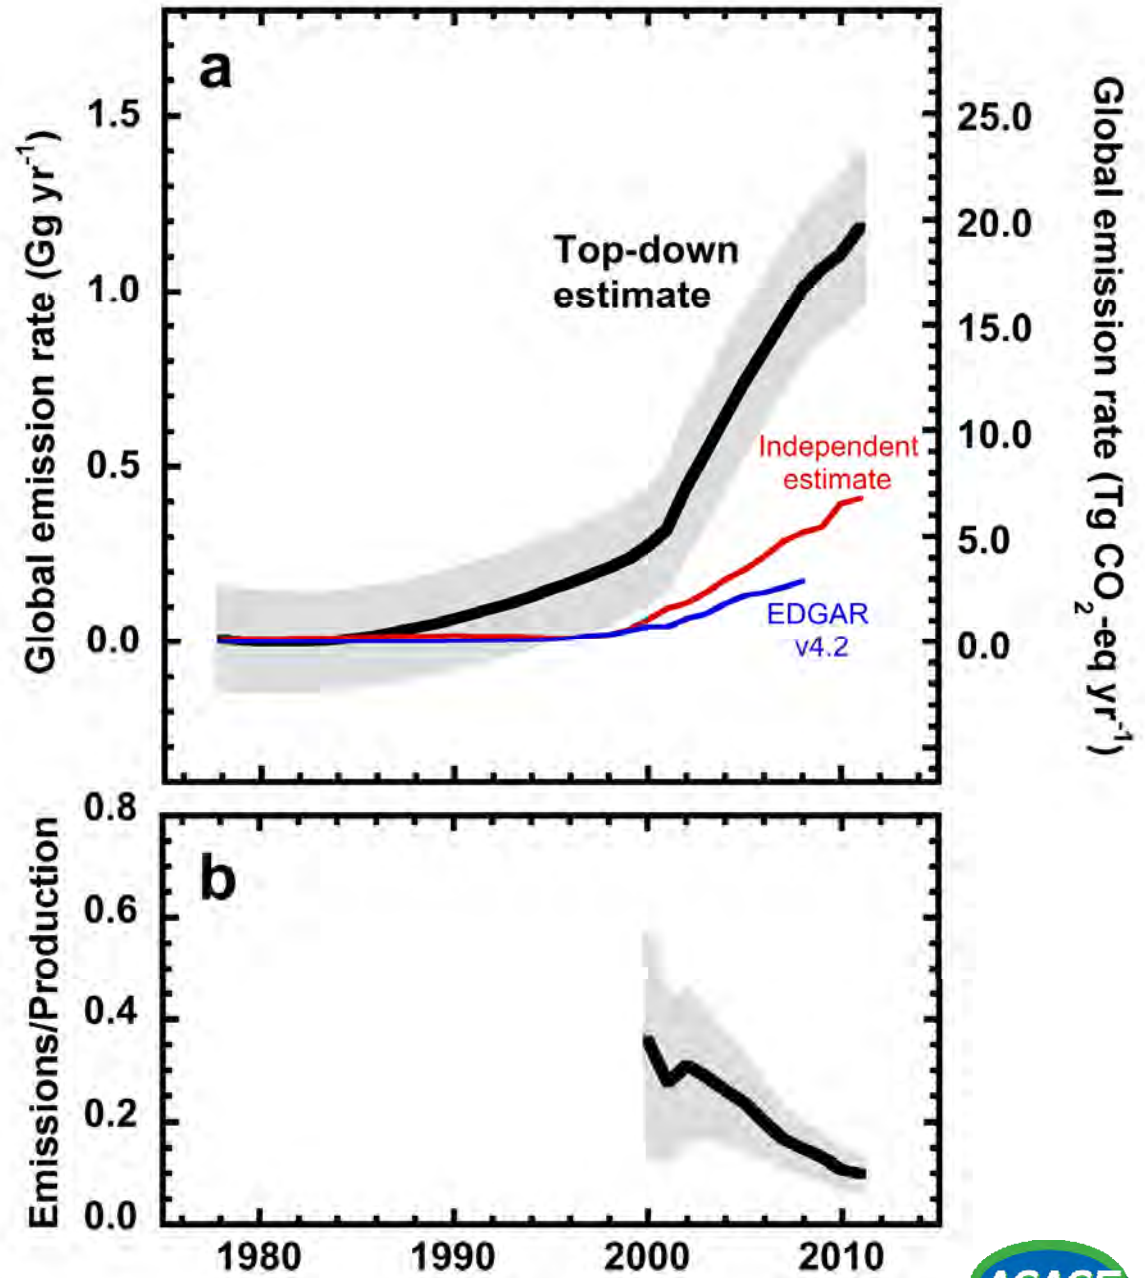 a
Global emission rate (Gg yr-1)
1.5
1.0
0.5
0.0
Top-down
estimate
Independent
estimate
EDGAR
v4.2
25.0
20.0
15.0
10.0
5.0
0.0
Global emission rate (Tg CO2-eq yr-1)
b
Emissions/Production
0.8
0.6
0.4
0.2
0.0
1980 1990 2000 2010
AGAGE